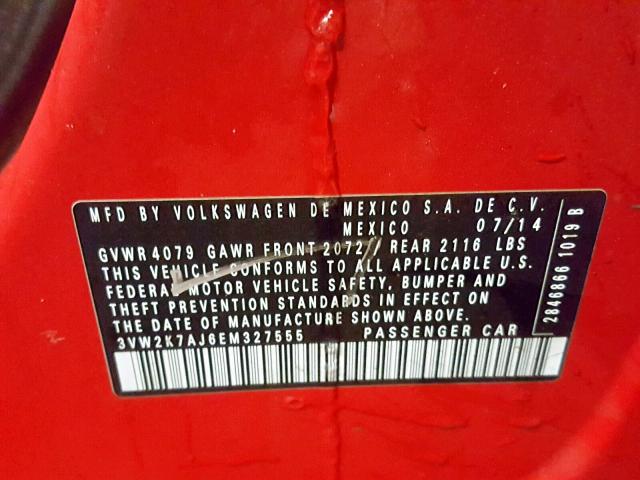 MFD BY VOLKSWAGEN DE MEXICO S.A. DE C.V.
MEXICO 07/14
GVWR 4079 GAWR FRONT 2072 REAR 2116 LBS
THIS VEHICLE CONFORMS TO ALL APPLICABLE U.S.
FEDERAL MOTOR VEHICLE SAFETY, BUMPER AND
THEFT PREVENTION STANDARDS IN EFFECT ON
THE DATE OF MANUFACTURE SHOWN ABOVE.
3VW2K7AJ6EM327555 PASSENGER CAR
2846866 1019 B